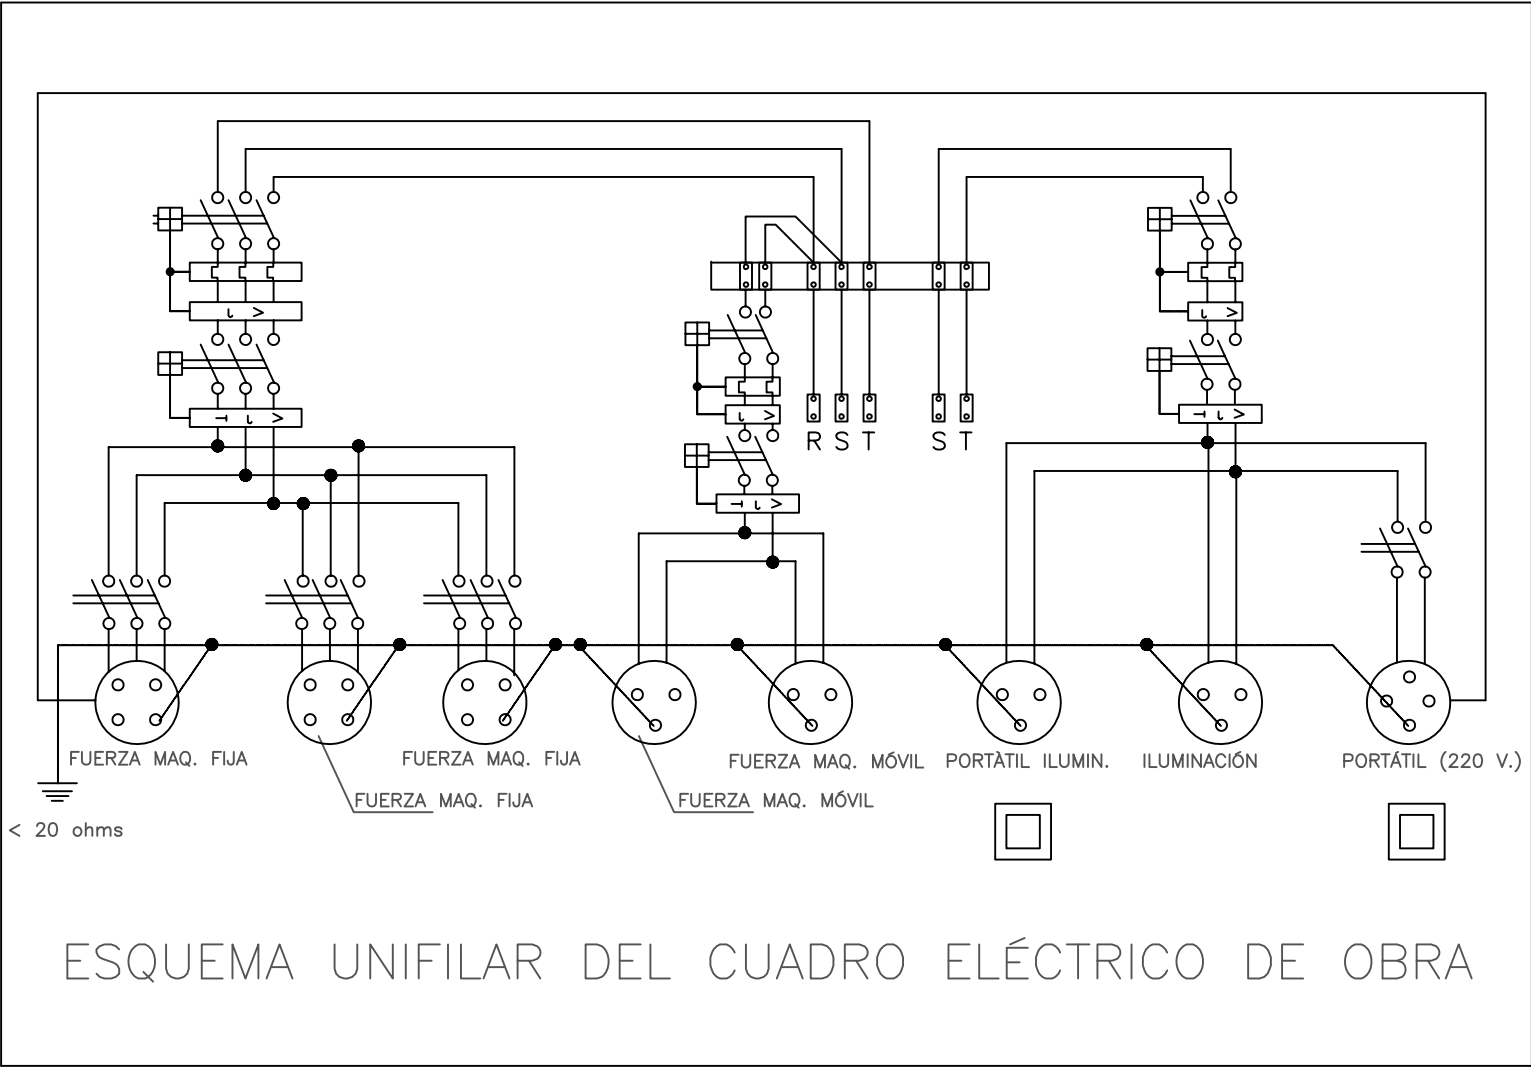 R S T S T
FUERZA MAQ. FIJA
FUERZA MAQ. FIJA
FUERZA MAQ. MÓVIL
PORTÀTIL ILUMIN.
ILUMINACIÓN
PORTÁTIL (220 V.)
FUERZA MAQ. FIJA
FUERZA MAQ. MÓVIL
< 20 ohms
ESQUEMA UNIFILAR DEL CUADRO ELÉCTRICO DE OBRA